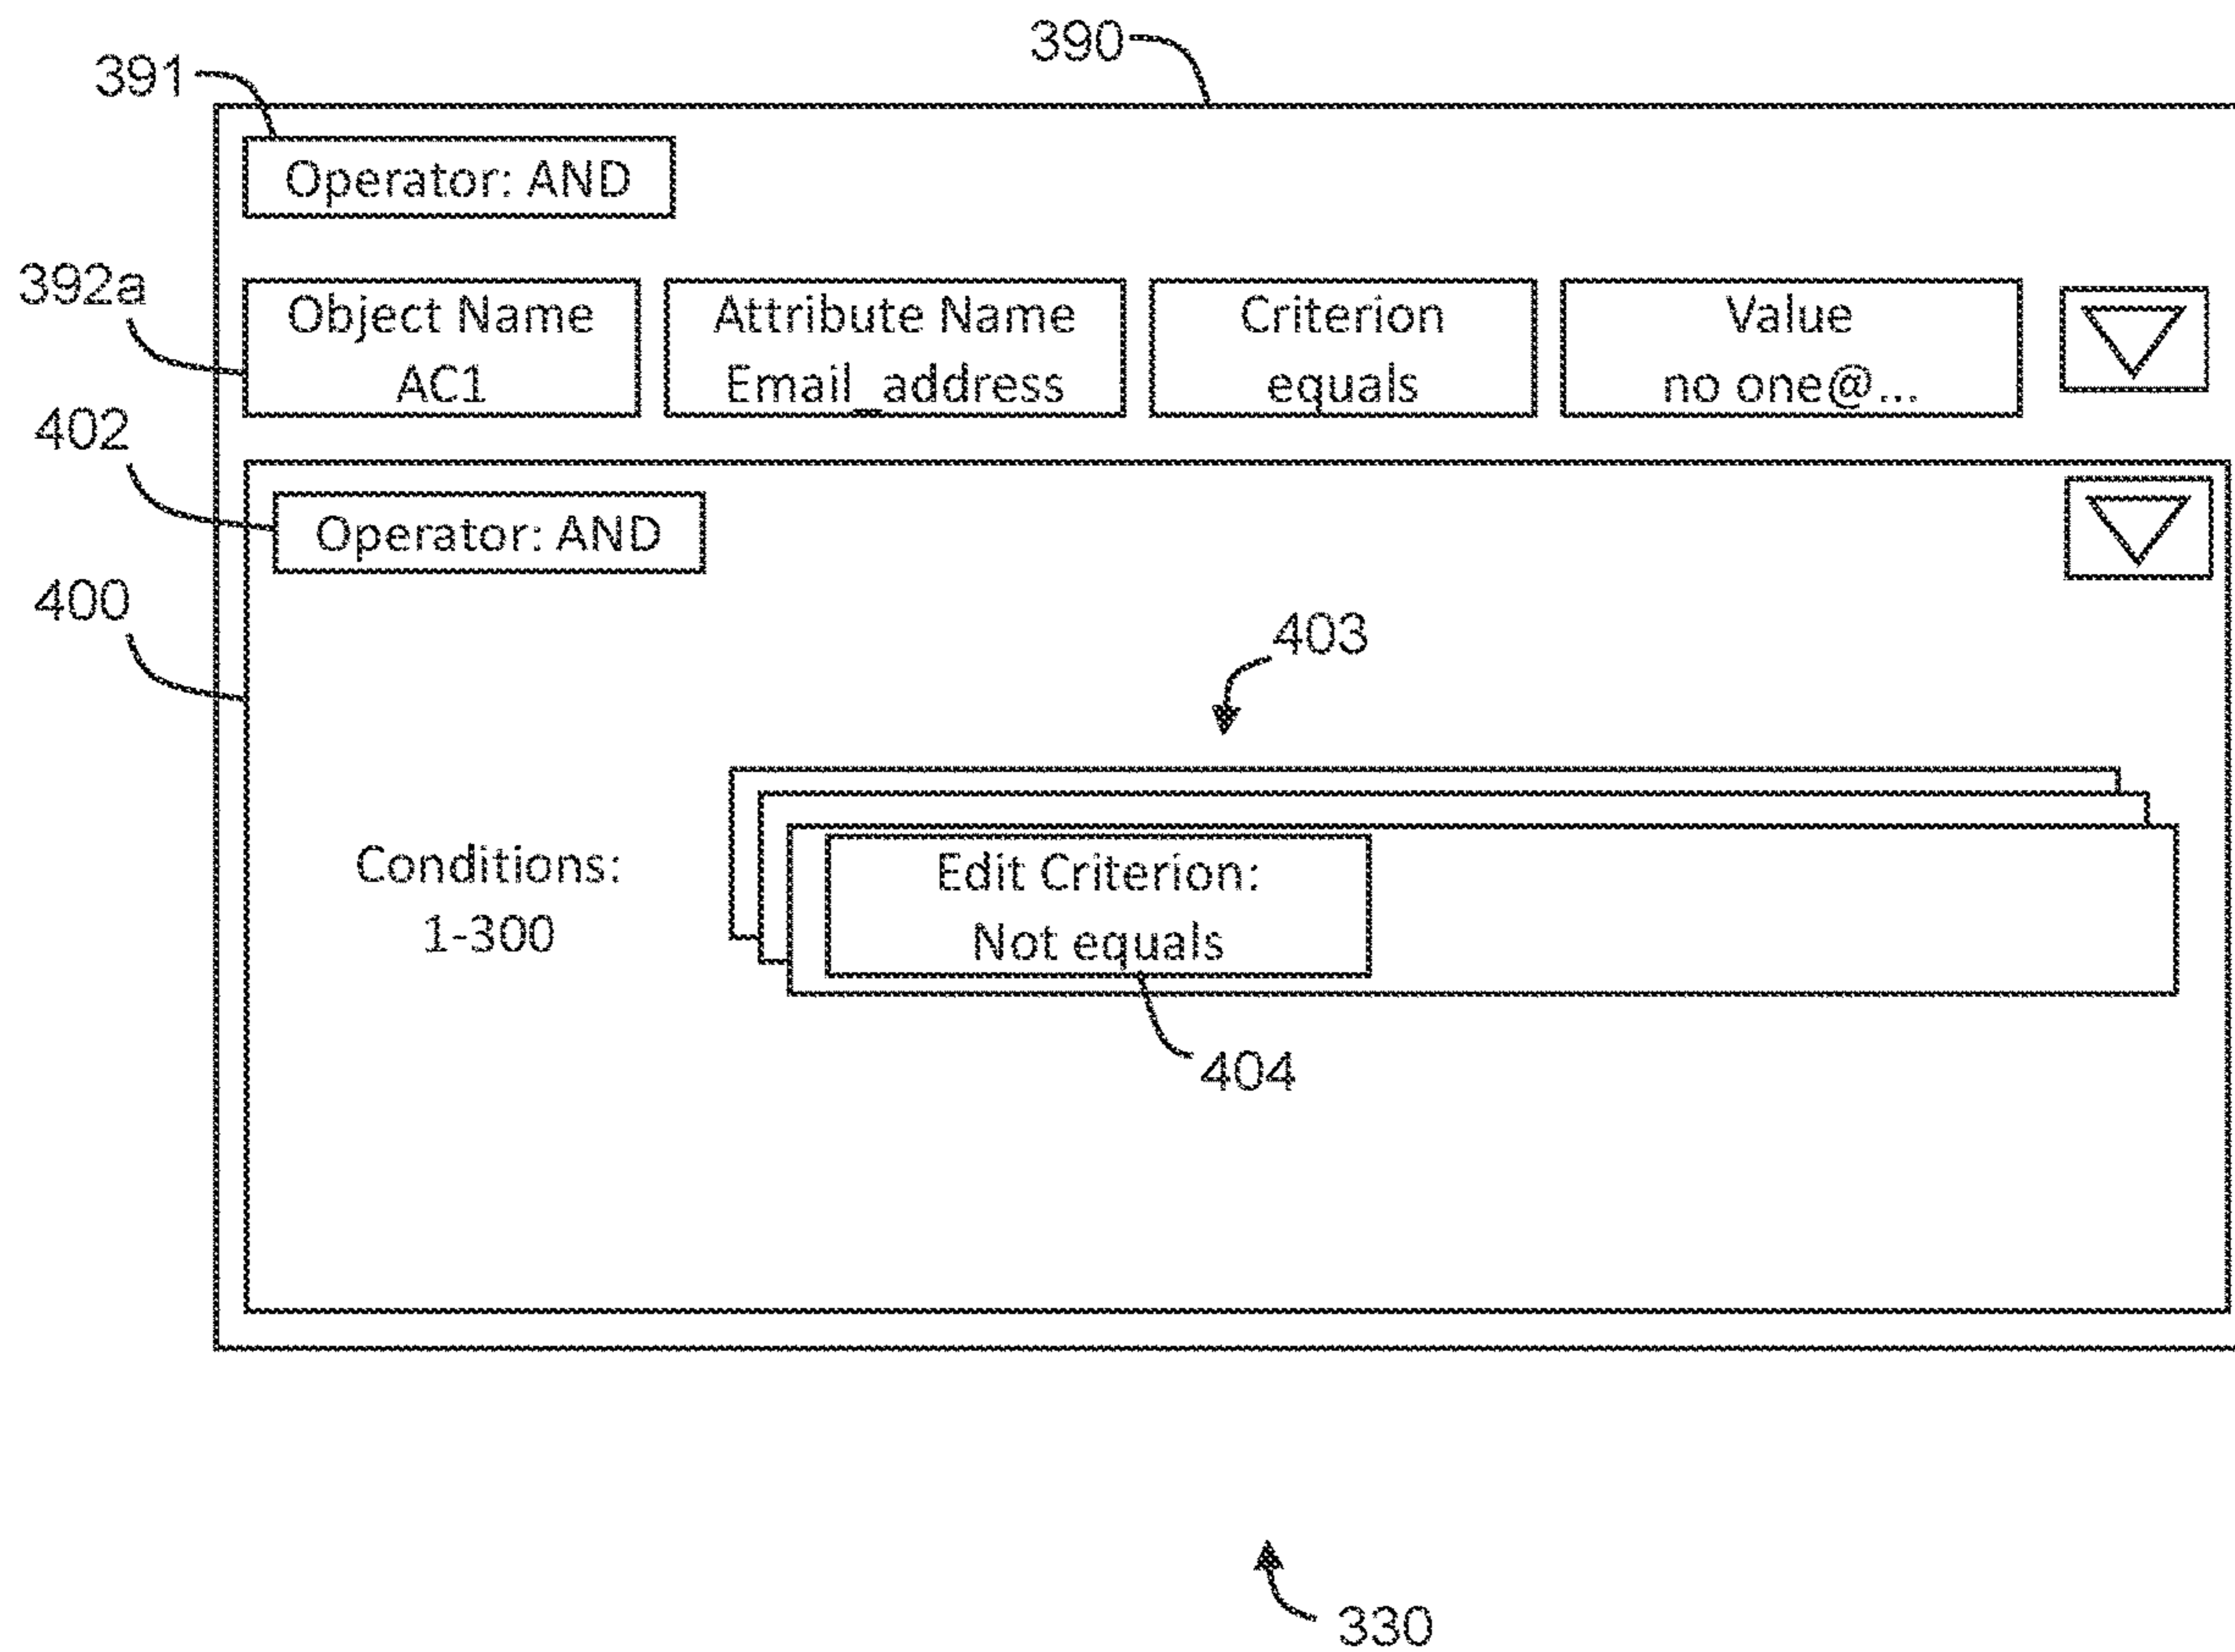 390
391
Operator: AND
392a
Object Name
AC1
Attribute Name
Email_address
Criterion
equals
Value
no one@...
402
Operator: AND
400
403
Conditions:
1-300
Edit Criterion:
Not equals
404
330